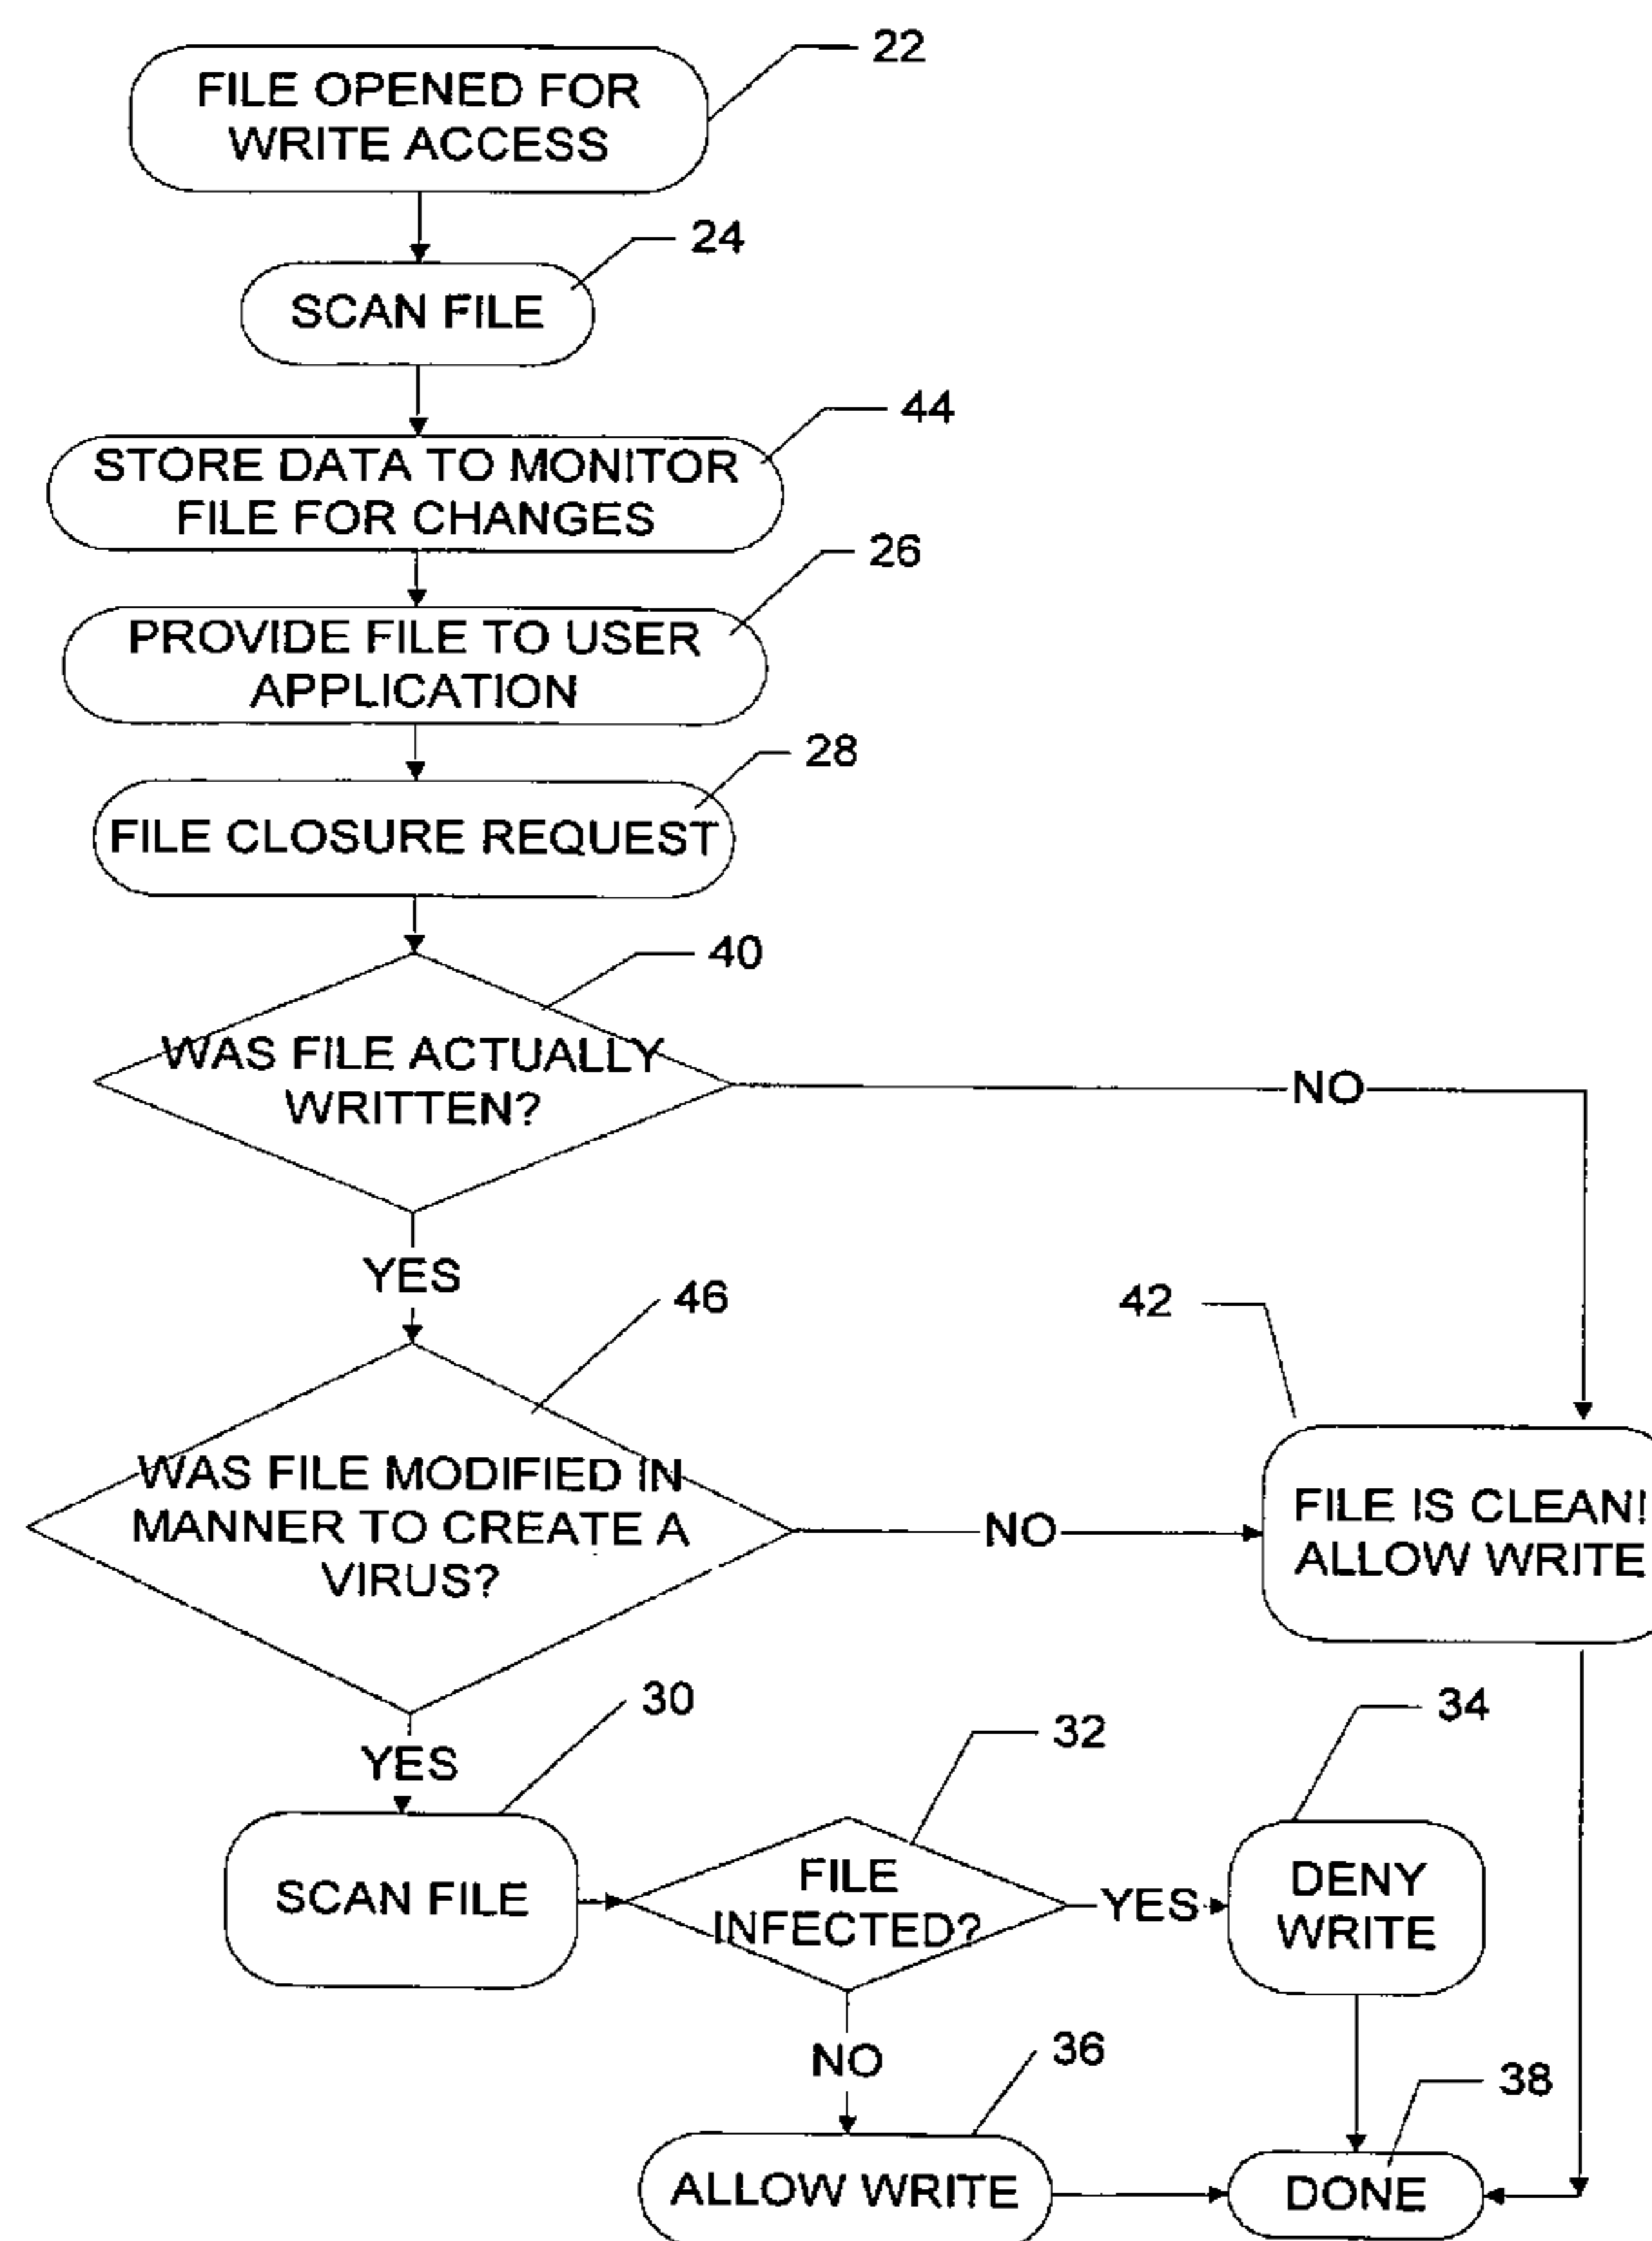 22
FILE OPENED FOR
WRITE ACCESS
24
SCAN FILE
44
STORE DATA TO MONITOR
FILE FOR CHANGES
26
PROVIDE FILE TO USER
APPLICATION
28
FILE CLOSURE REQUEST
40
WAS FILE ACTUALLY
WRITTEN?
NO
YES
46
42
WAS FILE MODIFIED IN
MANNER TO CREATE A
VIRUS?
NO
FILE IS CLEAN!
ALLOW WRITE
YES
30
32
34
SCAN FILE
FILE
INFECTED?
YES
DENY
WRITE
NO
36
38
ALLOW WRITE
DONE